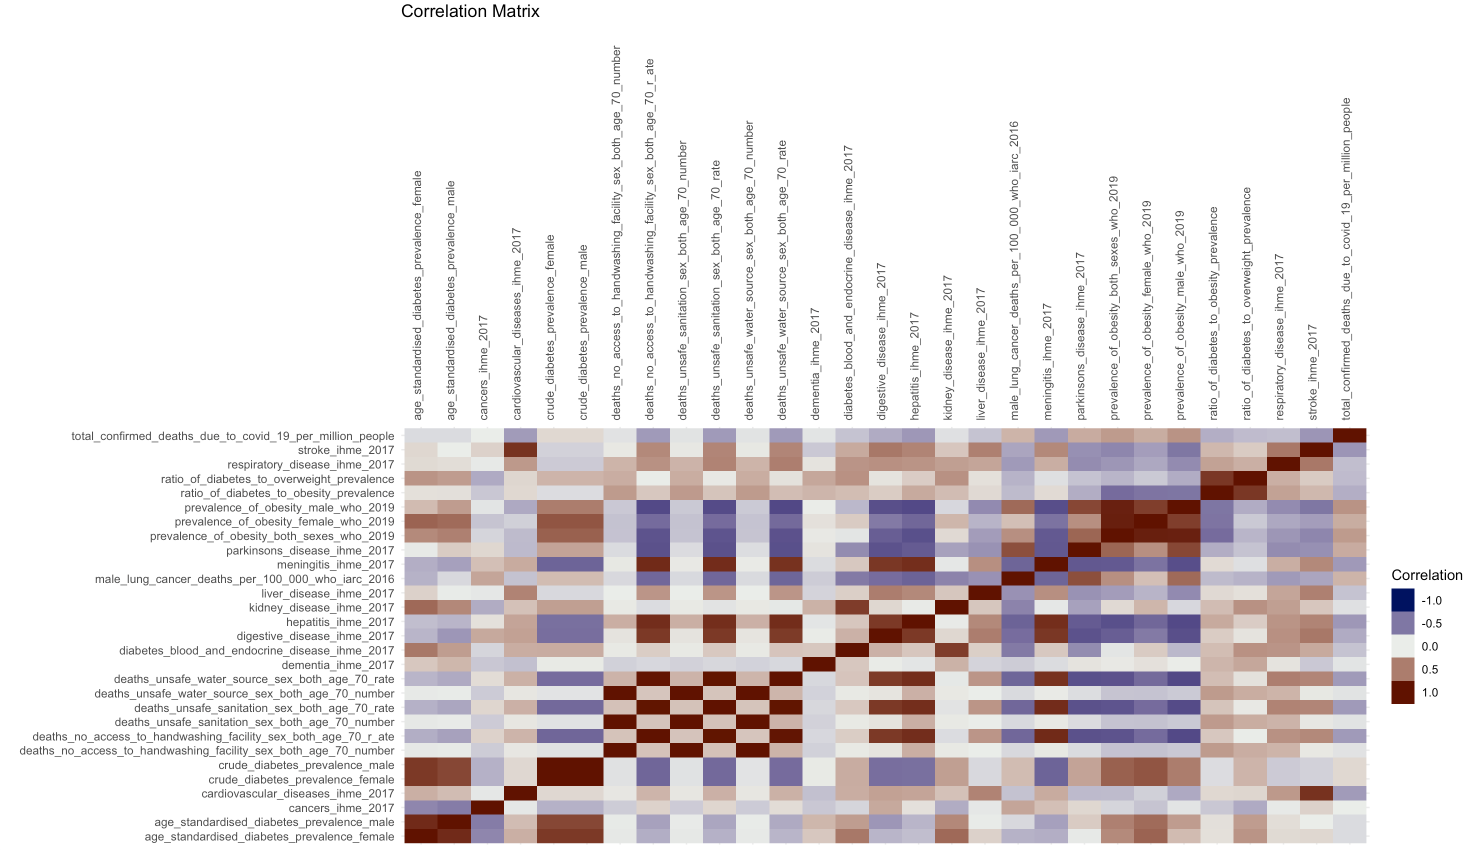 Correlation Matrix
age_standardised_diabetes_prevalence_female
age_standardised_diabetes_prevalence_male
cancers_ihme_2017
cardiovascular_diseases_ihme_2017
crude_diabetes_prevalence_female
crude_diabetes_prevalence_male
deaths_no_access_to_handwashing_facility_sex_both_age_70_number
deaths_no_access_to_handwashing_facility_sex_both_age_70_r_ate
deaths_unsafe_sanitation_sex_both_age_70_number
deaths_unsafe_sanitation_sex_both_age_70_rate
deaths_unsafe_water_source_sex_both_age_70_number
deaths_unsafe_water_source_sex_both_age_70_rate
dementia_ihme_2017
diabetes_blood_and_endocrine_disease_ihme_2017
digestive_disease_ihme_2017
hepatitis_ihme_2017
kidney_disease_ihme_2017
liver_disease_ihme_2017
male_lung_cancer_deaths_per_100_000_who_iarc_2016
meningitis_ihme_2017
parkinsons_disease_ihme_2017
prevalence_of_obesity_both_sexes_who_2019
prevalence_of_obesity_female_who_2019
prevalence_of_obesity_male_who_2019
ratio_of_diabetes_to_obesity_prevalence
ratio_of_diabetes_to_overweight_prevalence
respiratory_disease_ihme_2017
stroke_ihme_2017
total_confirmed_deaths_due_to_covid_19_per_million_people
total_confirmed_deaths_due_to_covid_19_per_million_people
stroke_ihme_2017
respiratory_disease_ihme_2017
ratio_of_diabetes_to_overweight_prevalence
ratio_of_diabetes_to_obesity_prevalence
prevalence_of_obesity_male_who_2019
prevalence_of_obesity_female_who_2019
prevalence_of_obesity_both_sexes_who_2019
parkinsons_disease_ihme_2017
meningitis_ihme_2017
male_lung_cancer_deaths_per_100_000_who_iarc_2016
liver_disease_ihme_2017
kidney_disease_ihme_2017
hepatitis_ihme_2017
digestive_disease_ihme_2017
diabetes_blood_and_endocrine_disease_ihme_2017
dementia_ihme_2017
deaths_unsafe_water_source_sex_both_age_70_rate
deaths_unsafe_water_source_sex_both_age_70_number
deaths_unsafe_sanitation_sex_both_age_70_rate
deaths_unsafe_sanitation_sex_both_age_70_number
deaths_no_access_to_handwashing_facility_sex_both_age_70_r_ate
deaths_no_access_to_handwashing_facility_sex_both_age_70_number
crude_diabetes_prevalence_male
crude_diabetes_prevalence_female
cardiovascular_diseases_ihme_2017
cancers_ihme_2017
age_standardised_diabetes_prevalence_male
age_standardised_diabetes_prevalence_female
Correlation
-1.0
-0.5
0.0
0.5
1.0